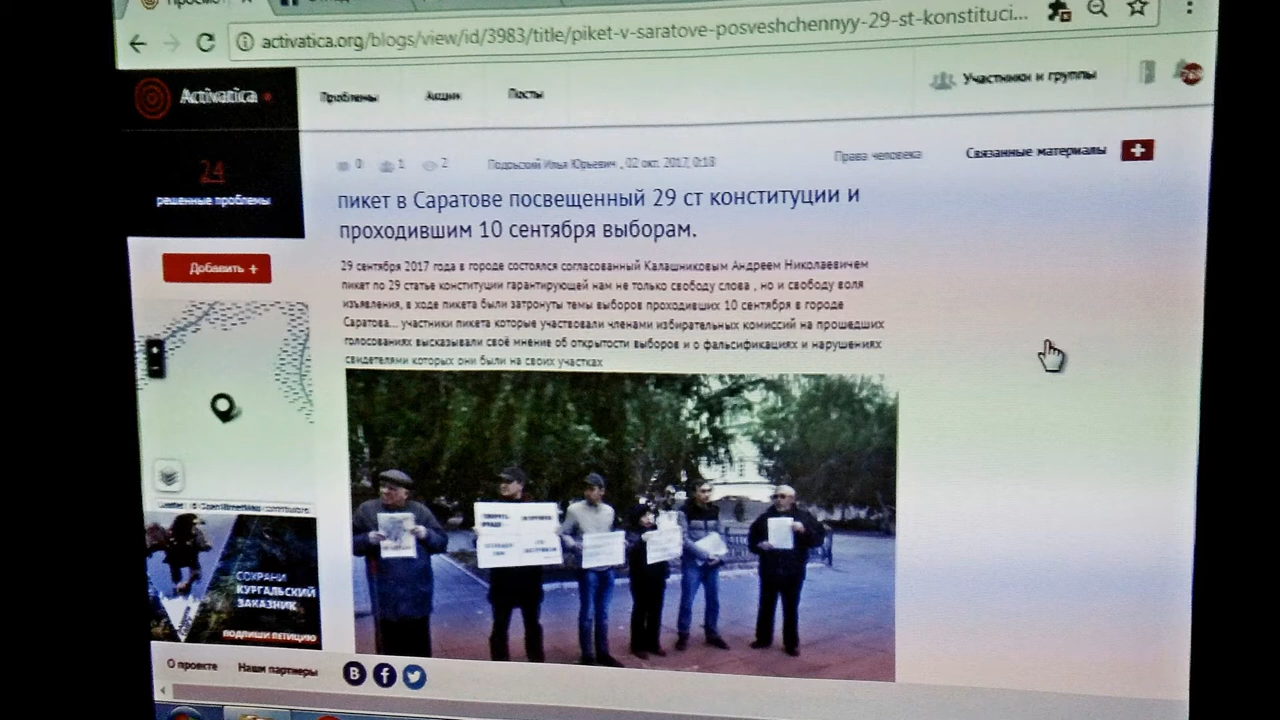 activatica.org/blogs/view/id/3983/title/piket-v-saratove-posveshchennyy-29-st-konstituci...
Activatica
Проблемы
Акции
Посты
Участники и группы
24
решенные проблемы
0
1
2
Подольский Илья Юрьевич , 02 окт. 2017, 0:18
Права человека
Связанные материалы
пикет в Саратове посвещенный 29 ст конституции и
проходившим 10 сентября выборам.
Добавить +
29 сентября 2017 года в городе состоялся согласованный Калашниковым Андреем Николаевичем
пикет по 29 статье конституции гарантирующей нам не только свободу слова , но и свободу воля
изъявления, в ходе пикета были затронуты темы выборов проходивших 10 сентября в городе
Саратова... участники пикета которые участвовали членами избирательных комиссий на прошедших
голосованиях высказывали своё мнение об открытости выборов и о фальсификациях и нарушениях
свидетелями которых они были на своих участках
Leaflet | © OpenStreetMap contributors
СОХРАНИ
КУРГАЛЬСКИЙ
ЗАКАЗНИК
ПОДПИШИ ПЕТИЦИЮ
О проекте
Наши партнеры